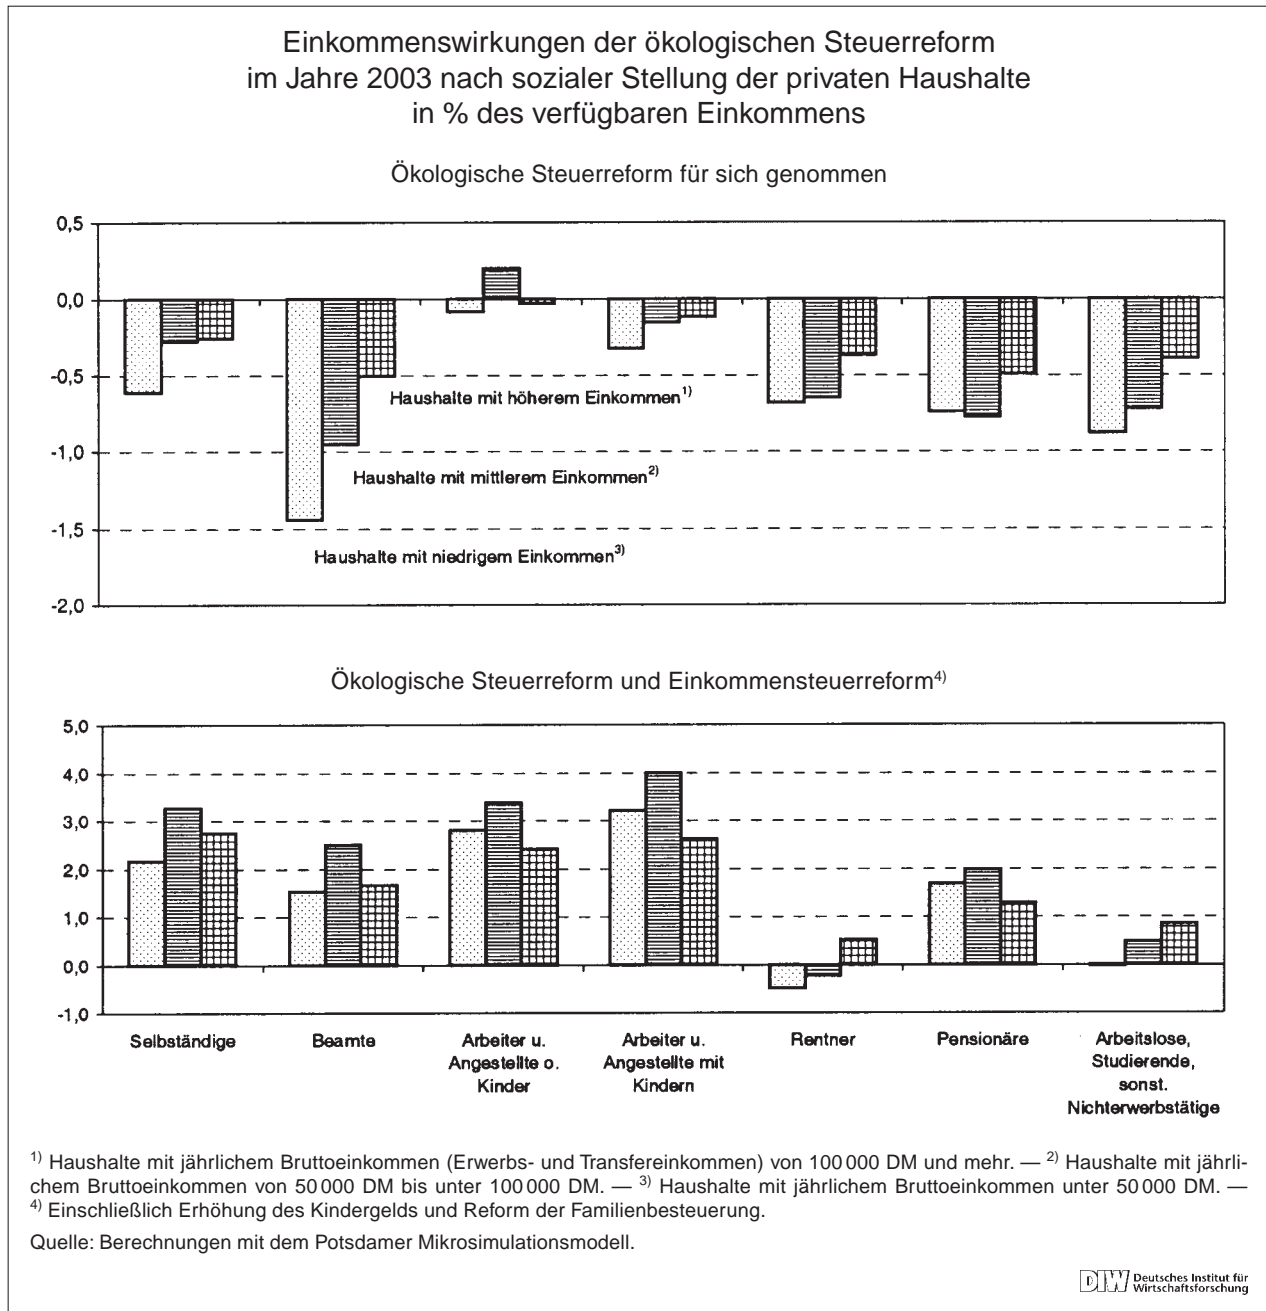 Einkommenswirkungen der ökologischen Steuerreform
im Jahre 2003 nach sozialer Stellung der privaten Haushalte
in % des verfügbaren Einkommens
Ökologische Steuerreform für sich genommen
0,5
0,0
-0,5
Haushalte mit höherem Einkommen1)
-1,0
Haushalte mit mittlerem Einkommen2)
-1,5
Haushalte mit niedrigem Einkommen3)
-2,0
Ökologische Steuerreform und Einkommensteuerreform4)
5,0
4,0
3,0
2,0
1,0
0,0
-1,0
Selbständige
Beamte
Arbeiter u.
Angestellte o.
Kinder
Arbeiter u.
Angestellte mit
Kindern
Rentner
Pensionäre
Arbeitslose,
Studierende,
sonst.
Nichterwerbstätige
1) Haushalte mit jährlichem Bruttoeinkommen (Erwerbs- und Transfereinkommen) von 100 000 DM und mehr. — 2) Haushalte mit jährli-
chem Bruttoeinkommen von 50 000 DM bis unter 100 000 DM. — 3) Haushalte mit jährlichem Bruttoeinkommen unter 50 000 DM. —
4) Einschließlich Erhöhung des Kindergelds und Reform der Familienbesteuerung.
Quelle: Berechnungen mit dem Potsdamer Mikrosimulationsmodell.
DIW Deutsches Institut für
Wirtschaftsforschung